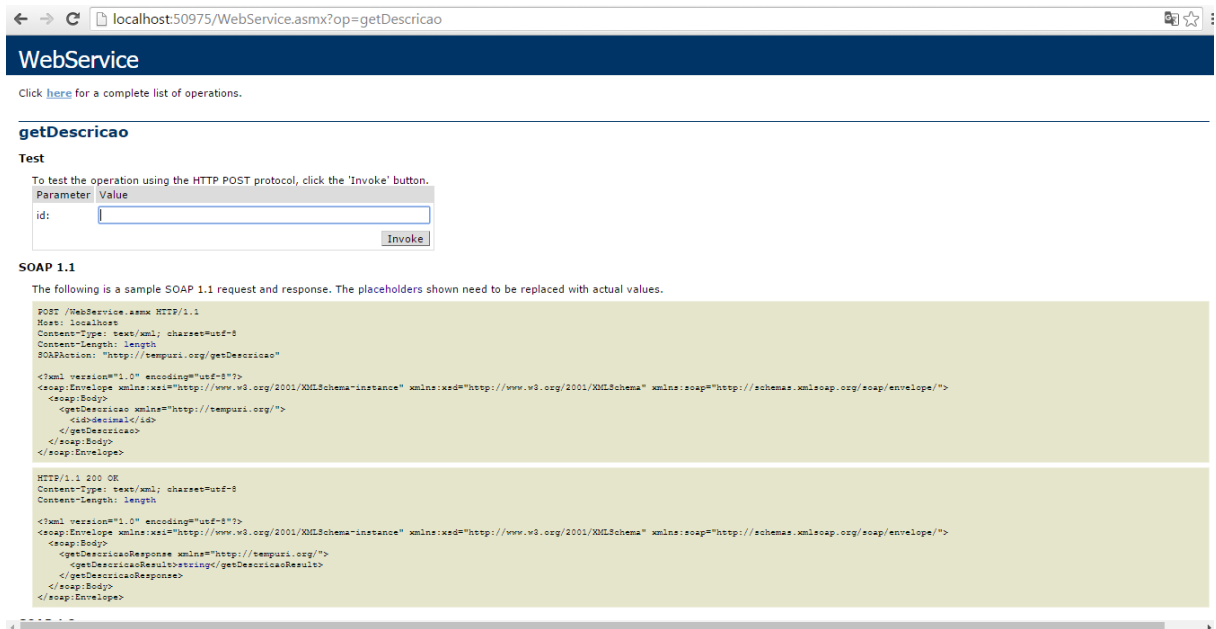 localhost:50975/WebService.asmx?op=getDescricao
WebService
Click here for a complete list of operations.
getDescricao
Test
To test the operation using the HTTP POST protocol, click the 'Invoke' button.
Parameter Value
id:
Invoke
SOAP 1.1
The following is a sample SOAP 1.1 request and response. The placeholders shown need to be replaced with actual values.
POST /WebService.asmx HTTP/1.1
Host: localhost
Content-Type: text/xml; charset=utf-8
Content-Length: length
SOAPAction: "http://tempuri.org/getDescricao"
<?xml version="1.0" encoding="utf-8"?>
<soap:Envelope xmlns:xsi="http://www.w3.org/2001/XMLSchema-instance" xmlns:xsd="http://www.w3.org/2001/XMLSchema" xmlns:soap="http://schemas.xmlsoap.org/soap/envelope/">
<soap:Body>
<getDescricao xmlns="http://tempuri.org/">
<id>decimal</id>
</getDescricao>
</soap:Body>
</soap:Envelope>
HTTP/1.1 200 OK
Content-Type: text/xml; charset=utf-8
Content-Length: length
<?xml version="1.0" encoding="utf-8"?>
<soap:Envelope xmlns:xsi="http://www.w3.org/2001/XMLSchema-instance" xmlns:xsd="http://www.w3.org/2001/XMLSchema" xmlns:soap="http://schemas.xmlsoap.org/soap/envelope/">
<soap:Body>
<getDescricaoResponse xmlns="http://tempuri.org/">
<getDescricaoResult>string</getDescricaoResult>
</getDescricaoResponse>
</soap:Body>
</soap:Envelope>